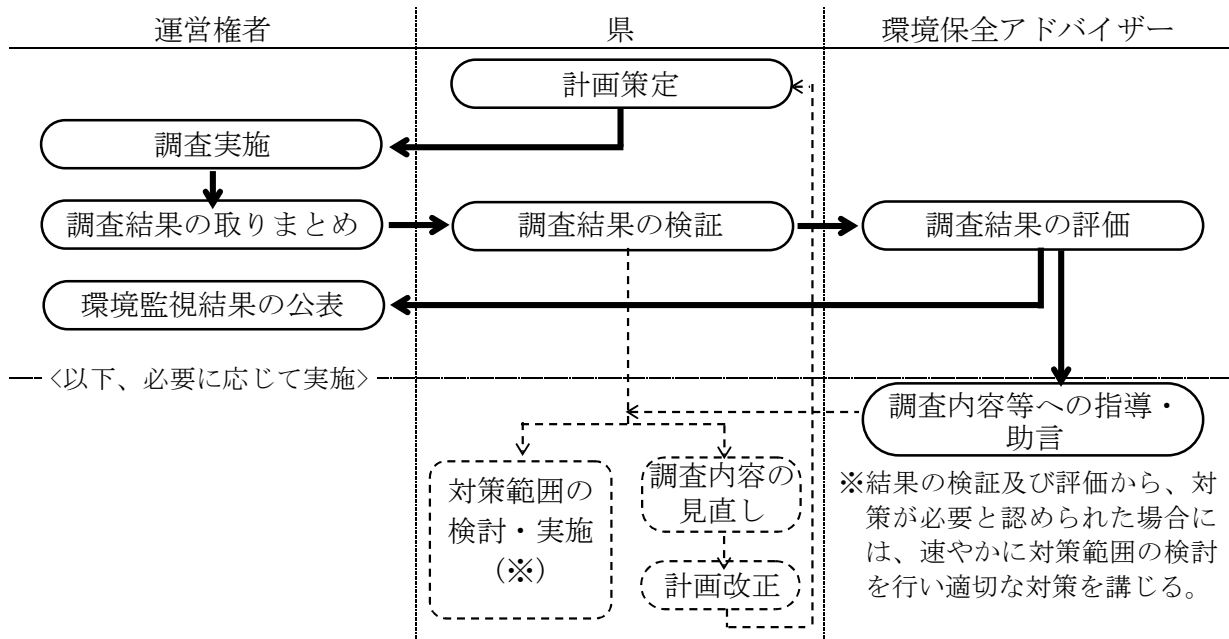 運営権者
県
環境保全アドバイザー
計画策定
調査実施
調査結果の取りまとめ
調査結果の検証
調査結果の評価
環境監視結果の公表
<以下、必要に応じて実施>
調査内容等への指導・
助言
対策範囲の
検討・実施
(※)
調査内容の
見直し
計画改正
※結果の検証及び評価から、対
策が必要と認められた場合に
は、速やかに対策範囲の検討
を行い適切な対策を講じる。